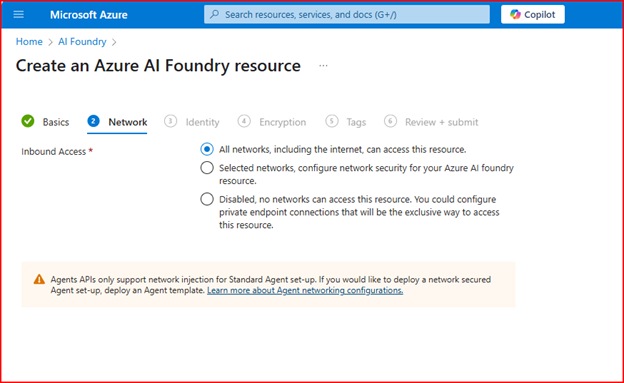 Microsoft Azure
Search resources, services, and docs (G+/)
Copilot
Home > AI Foundry >
Create an Azure AI Foundry resource ...
Basics 2 Network 3 Identity 4 Encryption 5 Tags 6 Review + submit
Inbound Access *
All networks, including the internet, can access this resource.
Selected networks, configure network security for your Azure AI foundry
resource.
Disabled, no networks can access this resource. You could configure
private endpoint connections that will be the exclusive way to access
this resource.
Agents APIs only support network injection for Standard Agent set-up. If you would like to deploy a network secured
Agent set-up, deploy an Agent template. Learn more about Agent networking configurations.